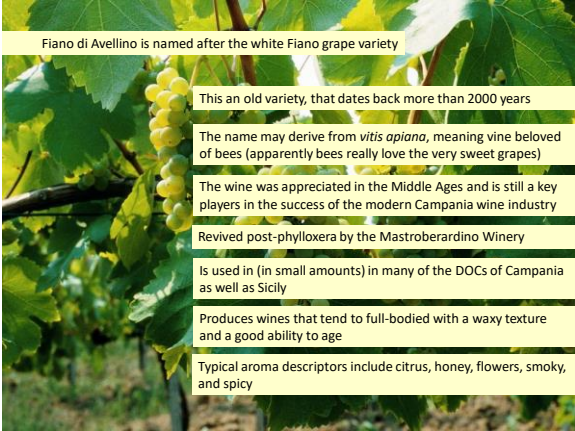 Fiano di Avellino is named after the white Fiano grape variety
This an old variety, that dates back more than 2000 years
The name may derive from vitis apiana, meaning vine beloved
of bees (apparently bees really love the very sweet grapes)
The wine was appreciated in the Middle Ages and is still a key
players in the success of the modern Campania wine industry
Revived post-phylloxera by the Mastroberardino Winery
Is used in (in small amounts) in many of the DOCs of Campania
as well as Sicily
Produces wines that tend to full-bodied with a waxy texture
and a good ability to age
Typical aroma descriptors include citrus, honey, flowers, smoky,
and spicy